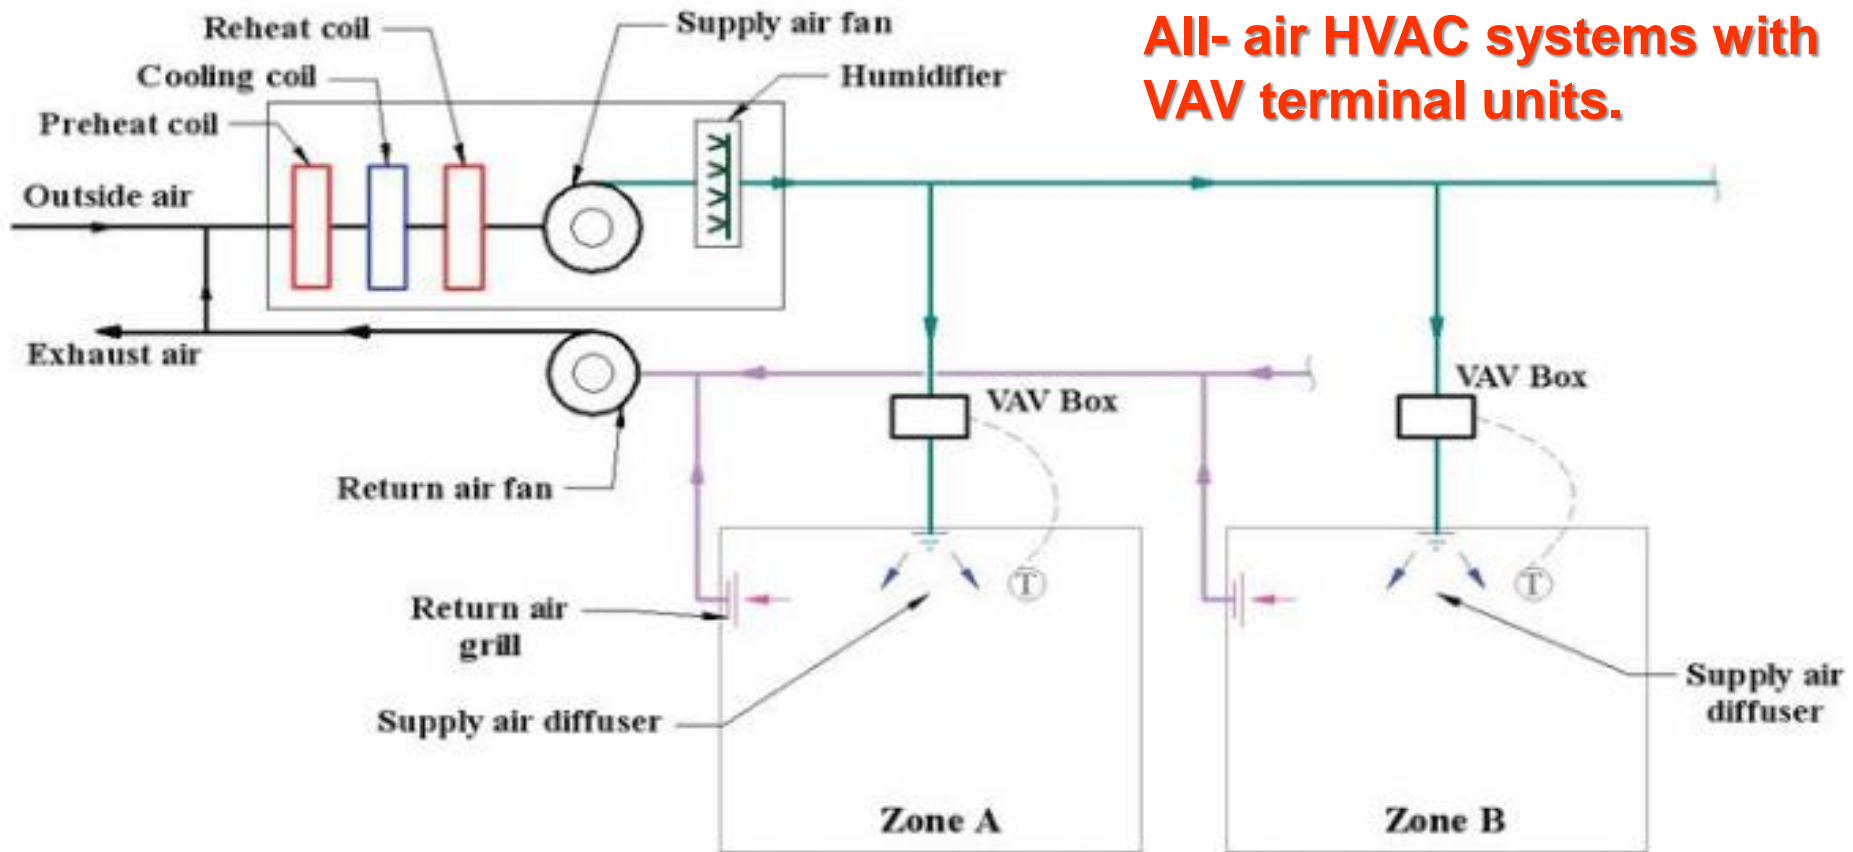 All- air HVAC systems with
VAV terminal units.
Reheat coil
Supply air fan
Cooling coil
Humidifier
Preheat coil
Outside air
Exhaust air
VAV Box
VAV Box
Return air fan
T
T
Return air
grill
Supply air diffuser
Supply air
diffuser
Zone A
Zone B